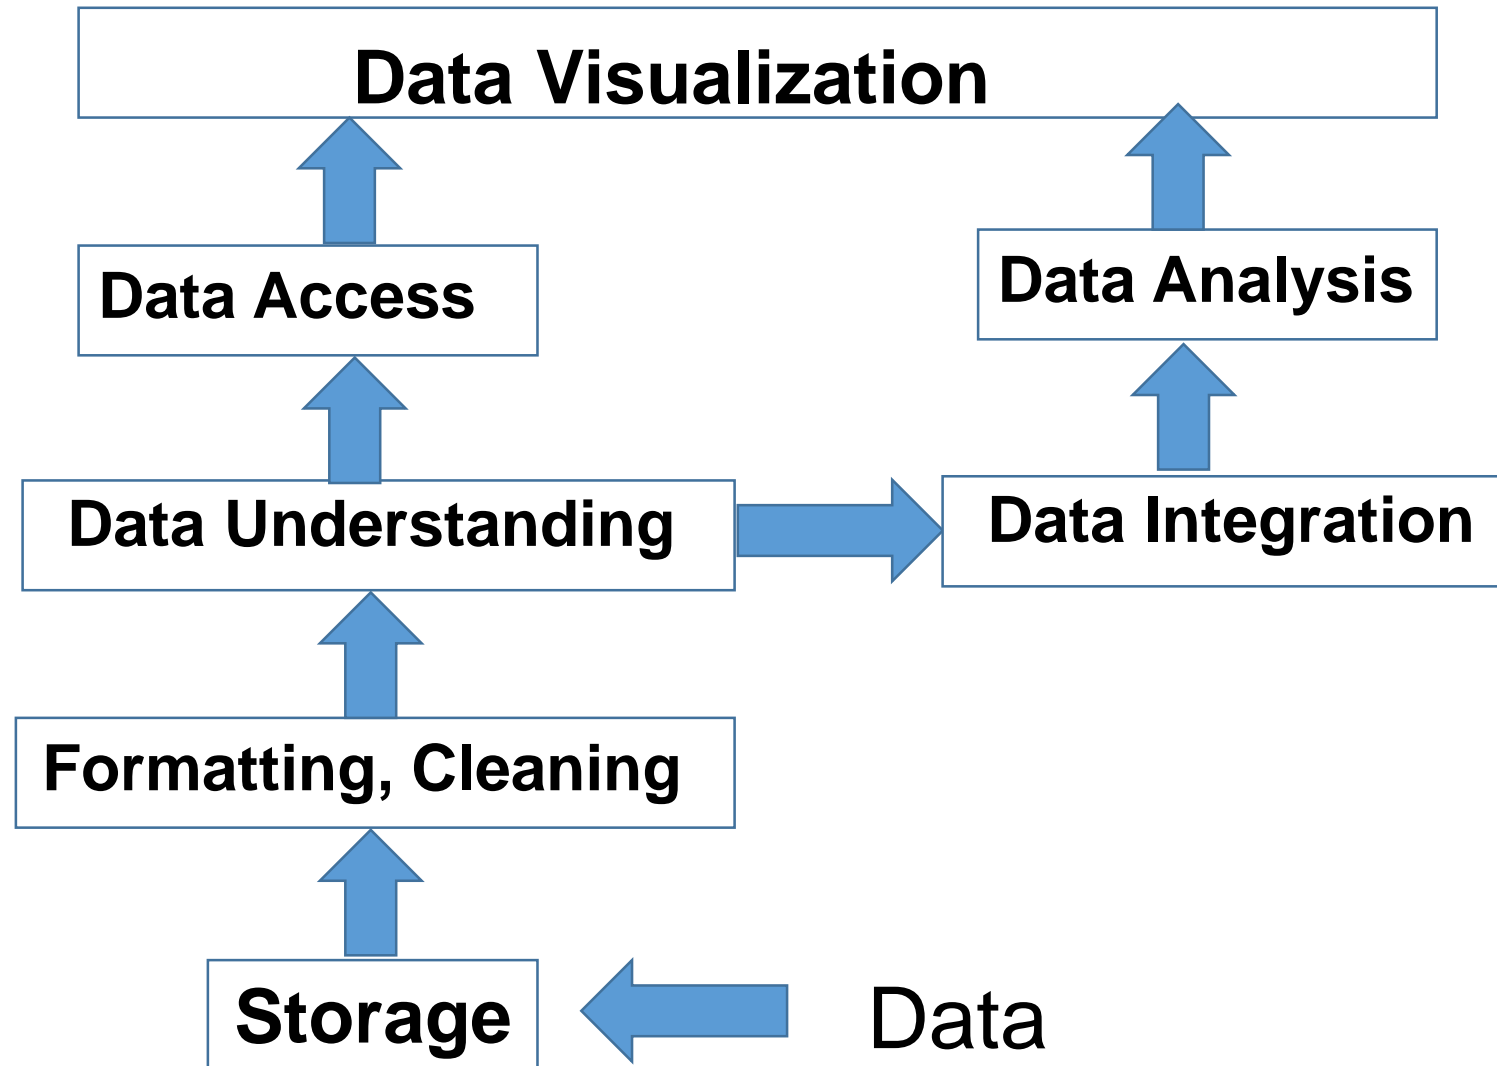 Data Visualization
Data Access
Data Analysis
Data Understanding
Data Integration
Formatting, Cleaning
Storage
Data